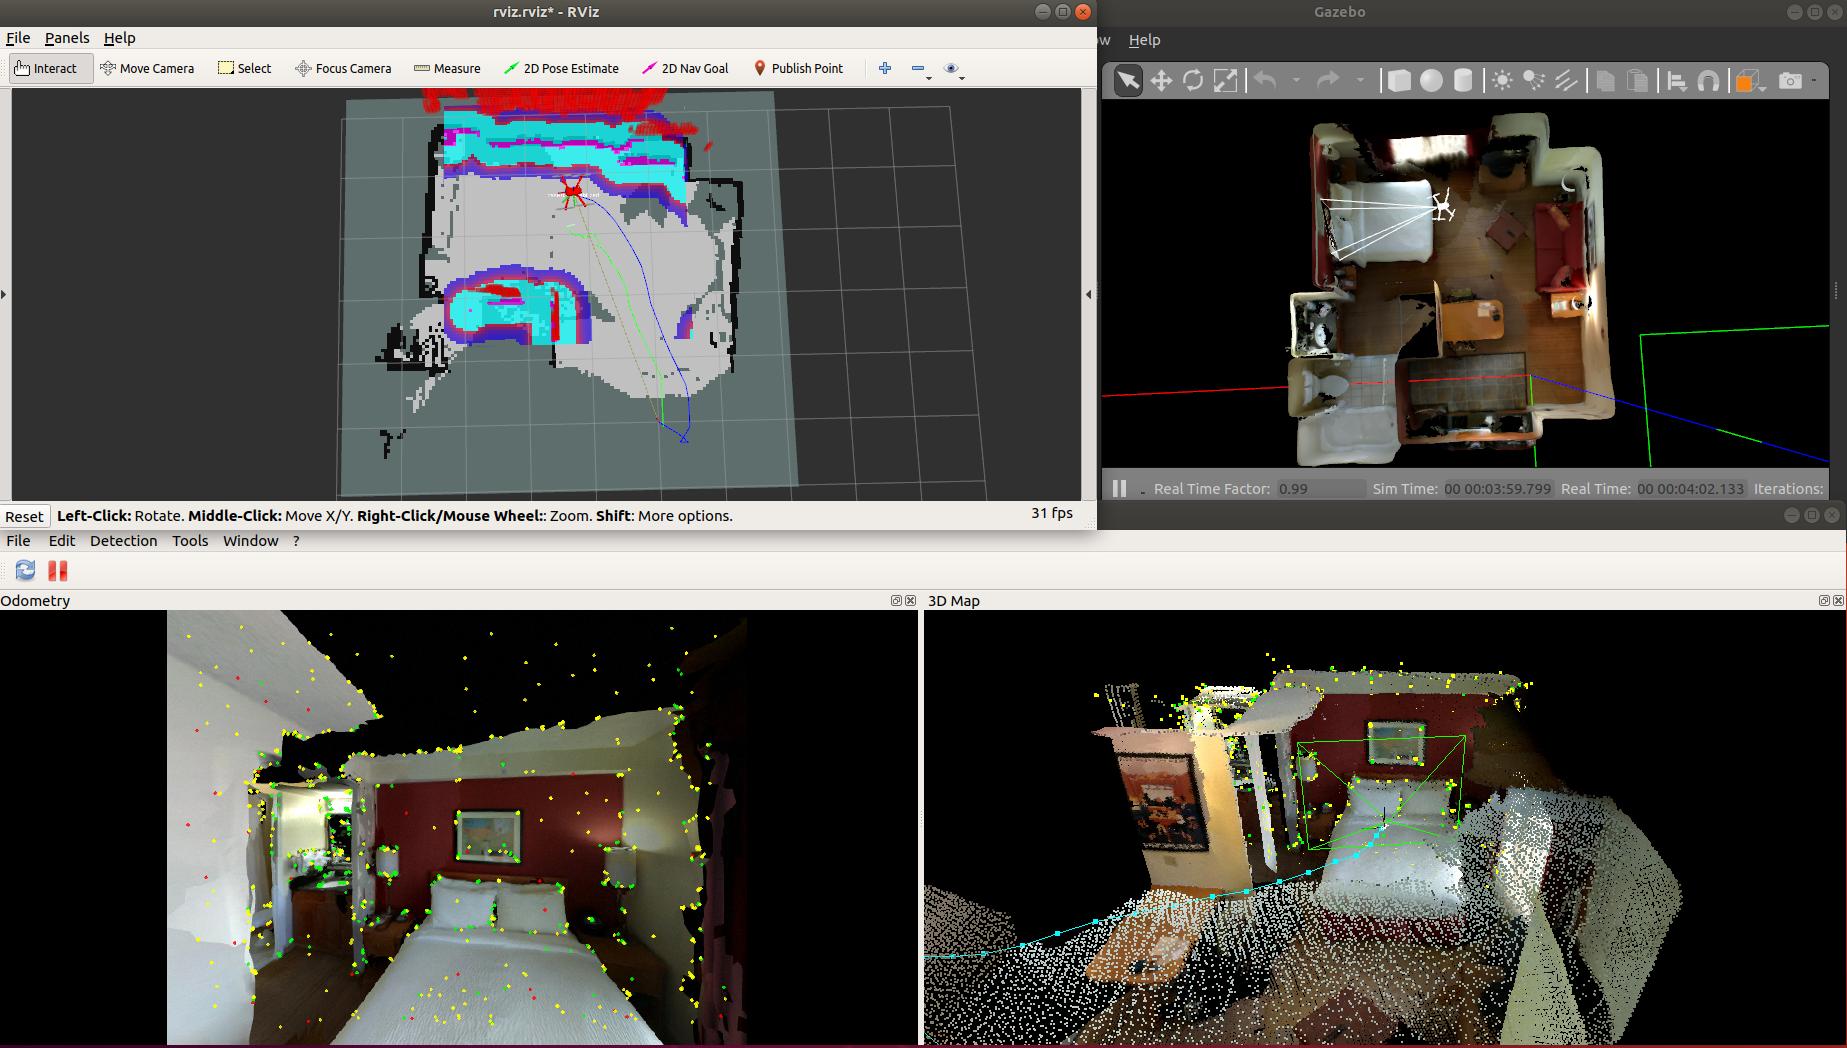 rviz.rviz* - RViz
Gazebo
File Panels Help
ow Help
Interact Move Camera Select Focus Camera Measure 2D Pose Estimate 2D Nav Goal Publish Point
Real Time Factor: 0.99 Sim Time: 00 00:03:59.799 Real Time: 00 00:04:02.133 Iterations:
Reset Left-Click: Rotate. Middle-Click: Move X/Y. Right-Click/Mouse Wheel:: Zoom. Shift: More options. 31 fps
File Edit Detection Tools Window ?
Odometry
3D Map